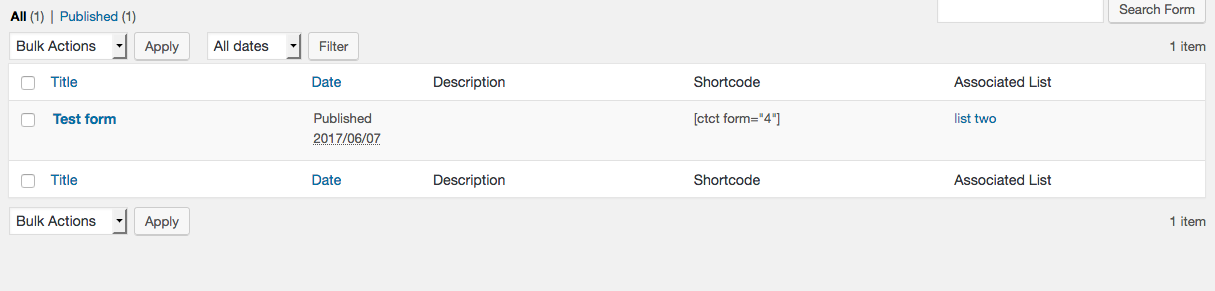 All (1) | Published (1) Search Form
Bulk Actions Apply All dates Filter 1 item
Title Date Description Shortcode Associated List
Test form Published [ctct form="4"] list two
2017/06/07
Title Date Description Shortcode Associated List
Bulk Actions Apply 1 item